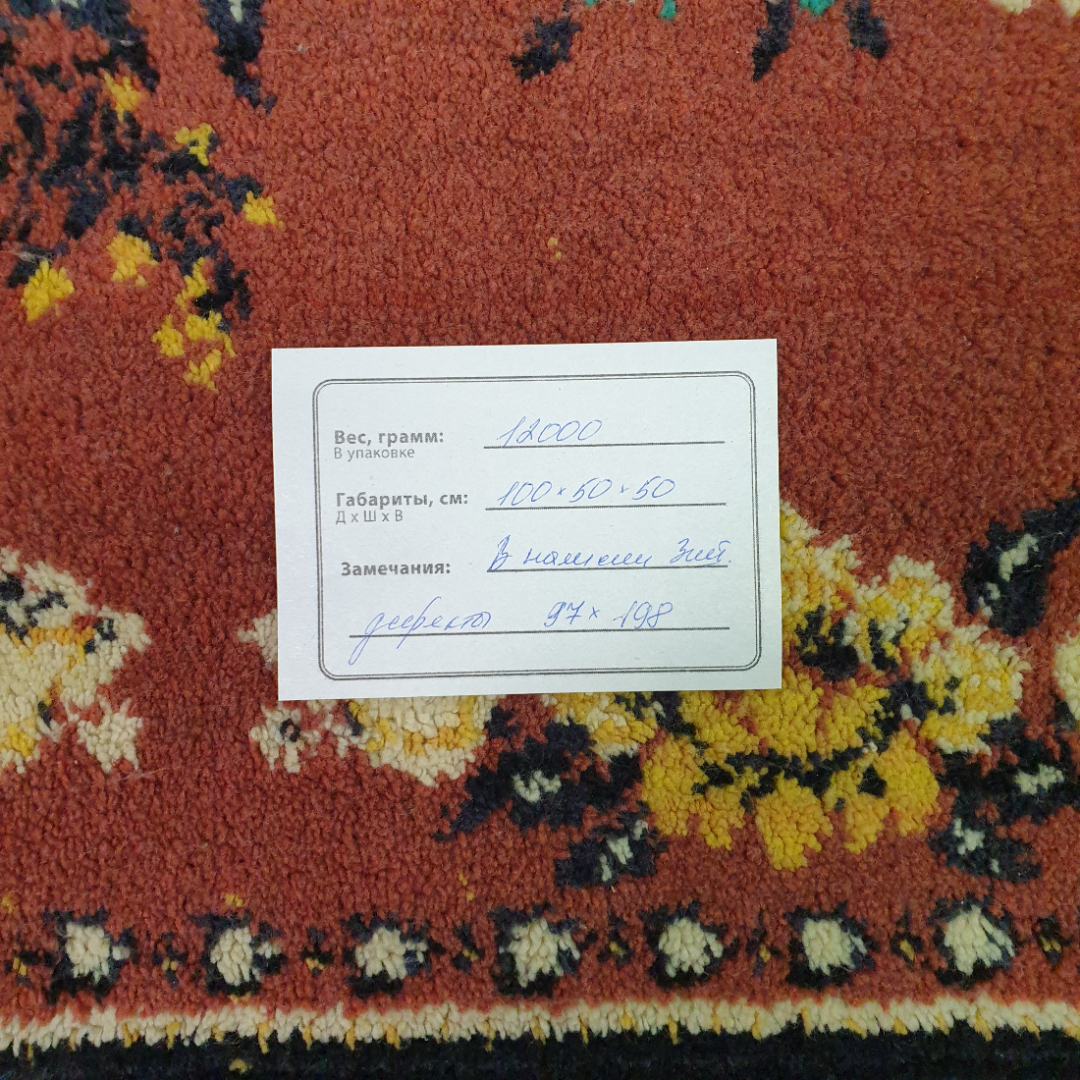 Вес, грамм: 12000
В упаковке
Габариты, см: 100×50×50
Д x Ш x В
Замечания: В наличии 3шт.
дефекты 97× 198